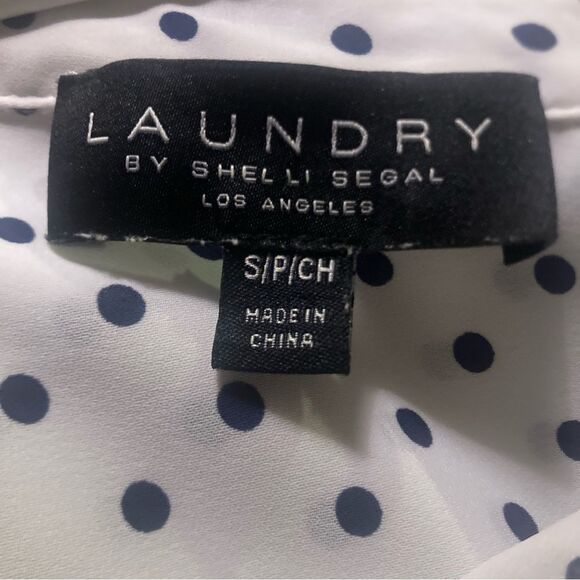 LAUNDRY
BY SHELLI SEGAL
LOS ANGELES
S/P/CH
MADE IN
CHINA